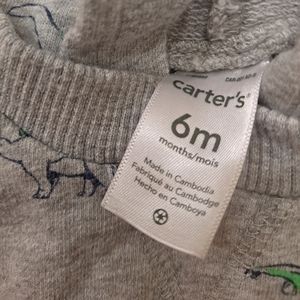 carter's
6m
months/mois
Made in Cambodia
Fabriqué au Cambodge
Hecho en Camboya